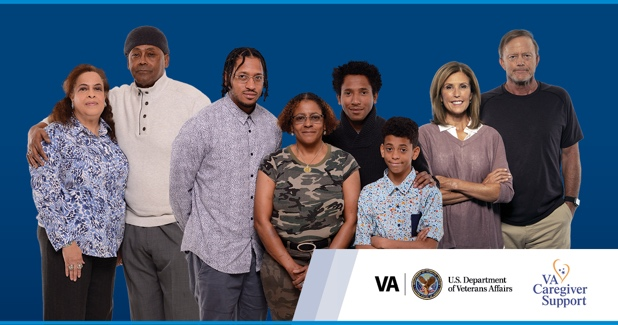 VA
U.S. Department
of Veterans Affairs
VA
Caregiver
Support